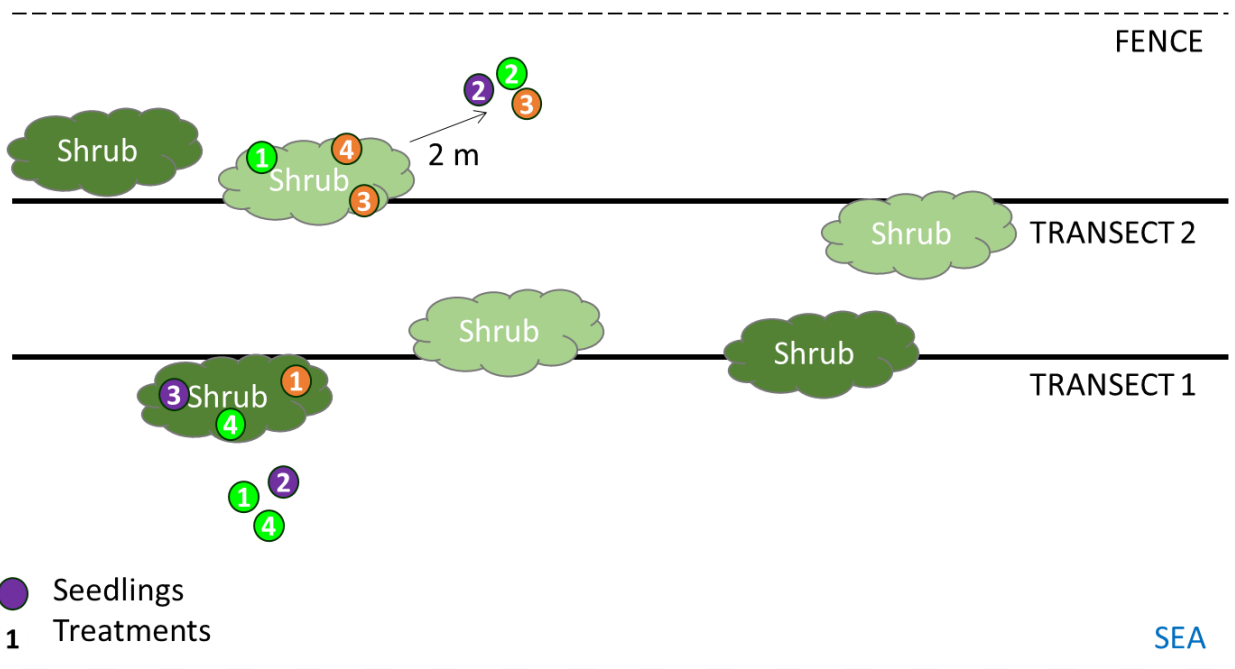 FENCE
2
2
3
Shrub
1
4
Shrub
3
2 m
Shrub
TRANSECT 2
Shrub
Shrub
TRANSECT 1
3
Shrub
1
4
2
1
4
Seedlings
1
Treatments
SEA